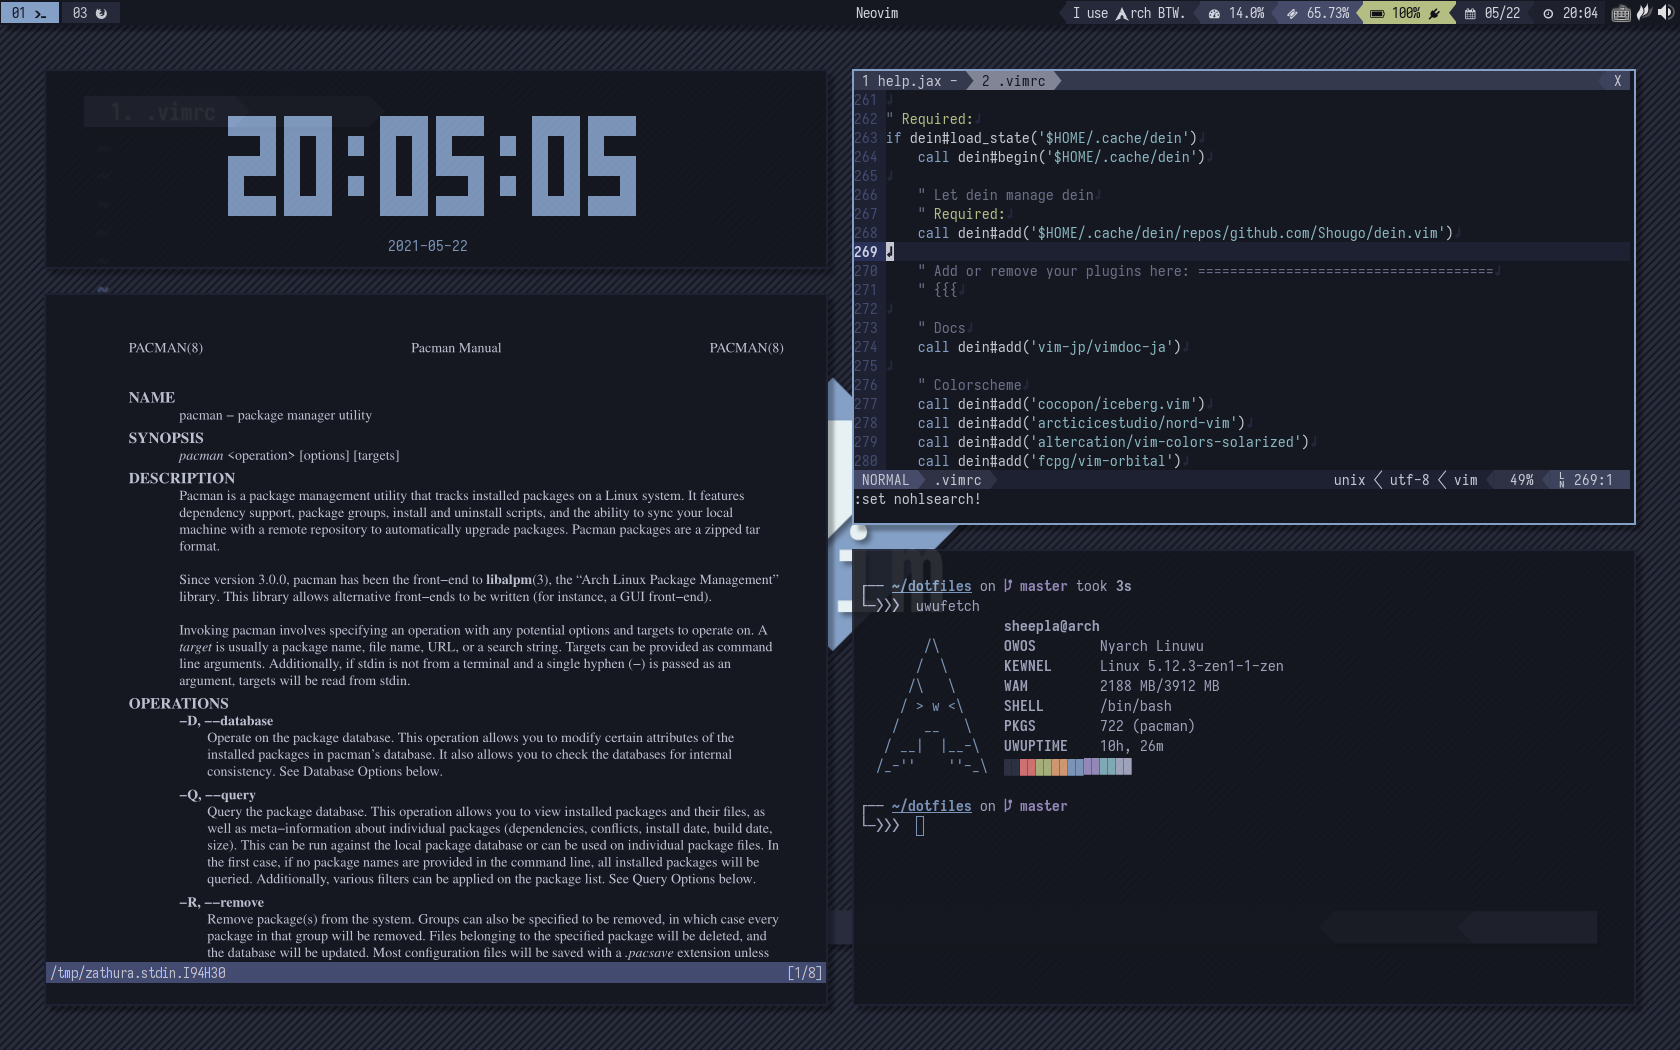 01
03
Neovim
I use Arch BTW.
14.0%
65.73%
100%
05/22
20:04
1. .vimrc
20:05:05
2021-05-22
~
PACMAN(8) Pacman Manual PACMAN(8)
NAME
pacman − package manager utility
SYNOPSIS
pacman <operation> [options] [targets]
DESCRIPTION
Pacman is a package management utility that tracks installed packages on a Linux system. It features
dependency support, package groups, install and uninstall scripts, and the ability to sync your local
machine with a remote repository to automatically upgrade packages. Pacman packages are a zipped tar
format.
Since version 3.0.0, pacman has been the front−end to libalpm(3), the “Arch Linux Package Management”
library. This library allows alternative front−ends to be written (for instance, a GUI front−end).
Invoking pacman involves specifying an operation with any potential options and targets to operate on. A
target is usually a package name, file name, URL, or a search string. Targets can be provided as command
line arguments. Additionally, if stdin is not from a terminal and a single hyphen (−) is passed as an
argument, targets will be read from stdin.
OPERATIONS
−D, −−database
Operate on the package database. This operation allows you to modify certain attributes of the
installed packages in pacman’s database. It also allows you to check the databases for internal
consistency. See Database Options below.
−Q, −−query
Query the package database. This operation allows you to view installed packages and their files, as
well as meta−information about individual packages (dependencies, conflicts, install date, build date,
size). This can be run against the local package database or can be used on individual package files. In
the first case, if no package names are provided in the command line, all installed packages will be
queried. Additionally, various filters can be applied on the package list. See Query Options below.
−R, −−remove
Remove package(s) from the system. Groups can also be specified to be removed, in which case every
package in that group will be removed. Files belonging to the specified package will be deleted, and
the database will be updated. Most configuration files will be saved with a .pacsave extension unless
/tmp/zathura.stdin.I94H30 [1/8]
1 help.jax - 2 .vimrc X
261
262 " Required:
263 if dein#load_state('$HOME/.cache/dein')
264 call dein#begin('$HOME/.cache/dein')
265
266 " Let dein manage dein
267 " Required:
268 call dein#add('$HOME/.cache/dein/repos/github.com/Shougo/dein.vim')
269
270 " Add or remove your plugins here: =====================================
271 " {{{
272
273 " Docs
274 call dein#add('vim-jp/vimdoc-ja')
275
276 " Colorscheme
277 call dein#add('cocopon/iceberg.vim')
278 call dein#add('arcticicestudio/nord-vim')
279 call dein#add('altercation/vim-colors-solarized')
280 call dein#add('fcpg/vim-orbital')
NORMAL .vimrc unix utf-8 vim 49% LN 269:1
:set nohlsearch!
~/dotfiles on master took 3s
uwufetch
sheepla@arch
OWOS Nyarch Linuwu
KEWNEL Linux 5.12.3-zen1-1-zen
WAM 2188 MB/3912 MB
SHELL /bin/bash
PKGS 722 (pacman)
UWUPTIME 10h, 26m
~/dotfiles on master